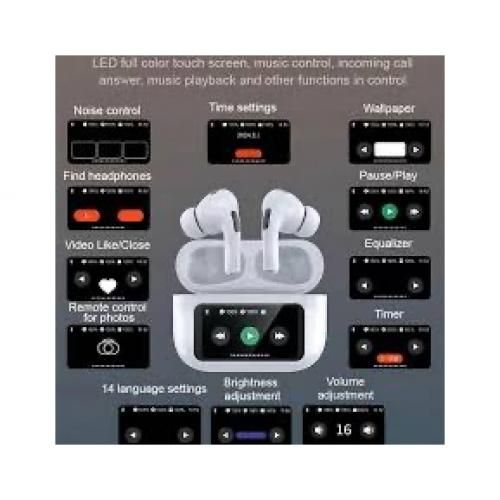 LED full color touch screen, music control, incoming call
answer, music playback and other functions in control
Noise control
Time settings
Wallpaper
Find headphones
Pause/Play
Video Like/Close
Equalizer
Remote control
for photos
Timer
14 language settings
Brightness
adjustment
Volume
adjustment
16